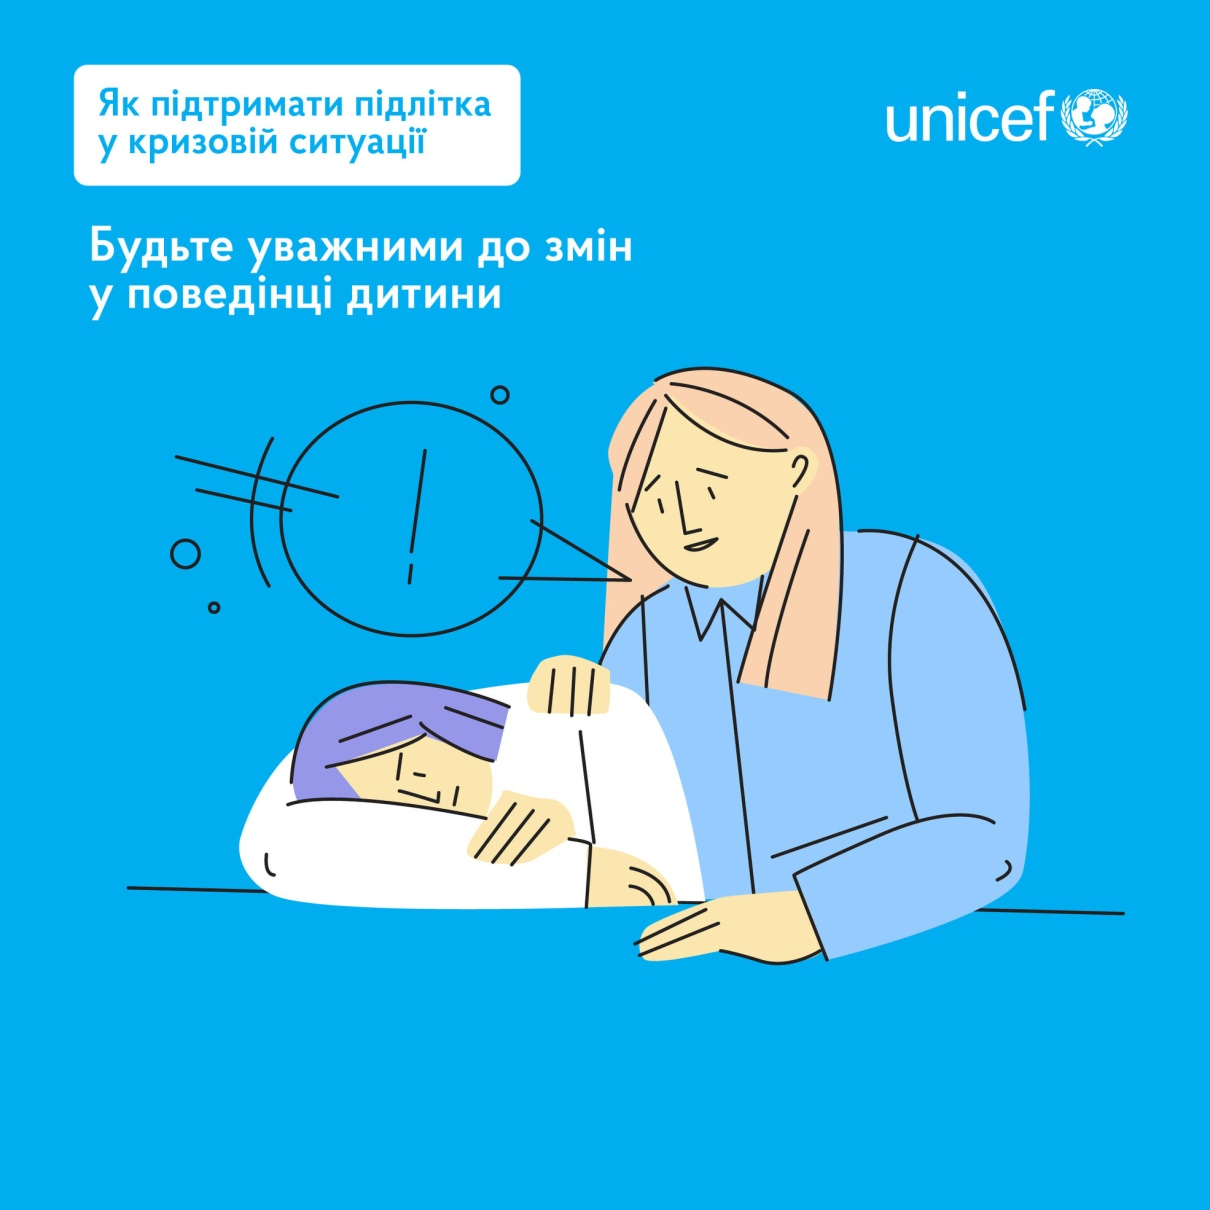 Як підтримати підлітка
у кризовій ситуації
unicef
Будьте уважними до змін
у поведінці дитини
!